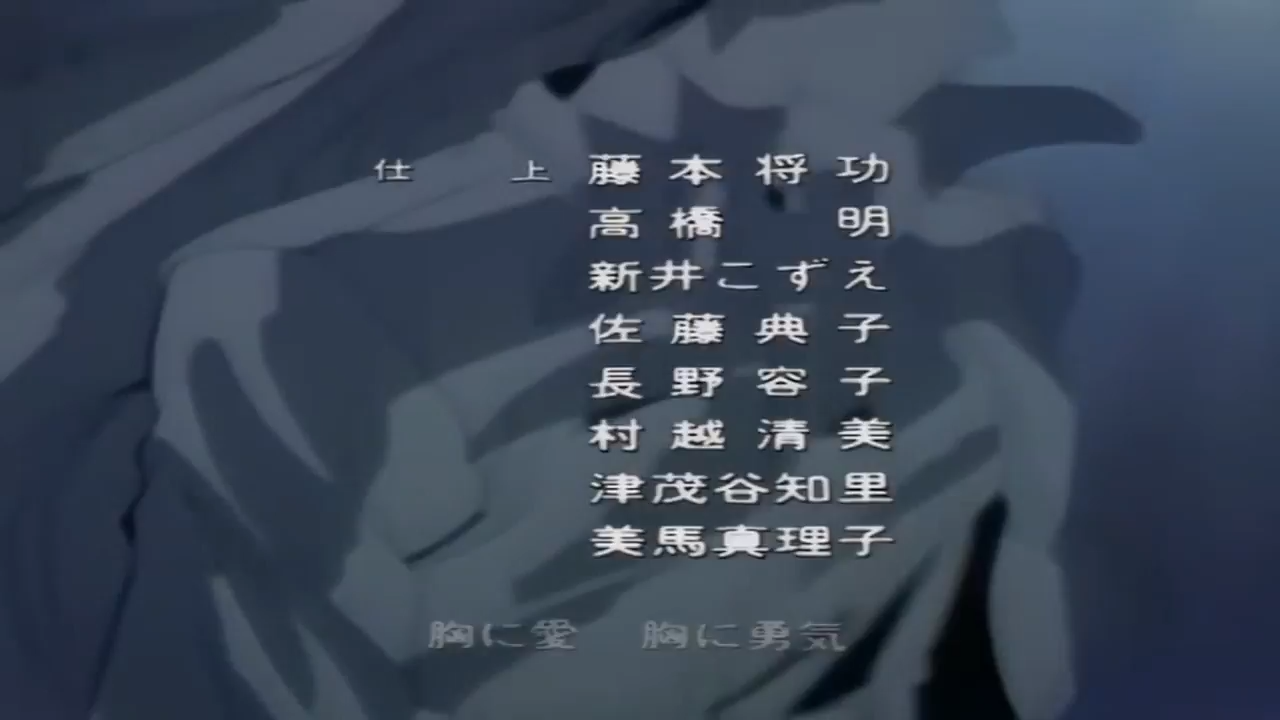 仕上 藤本将功
高橋 明
新井こずえ
佐藤典子
長野容子
村越清美
津茂谷知里
美馬真理子
胸に愛 胸に勇気